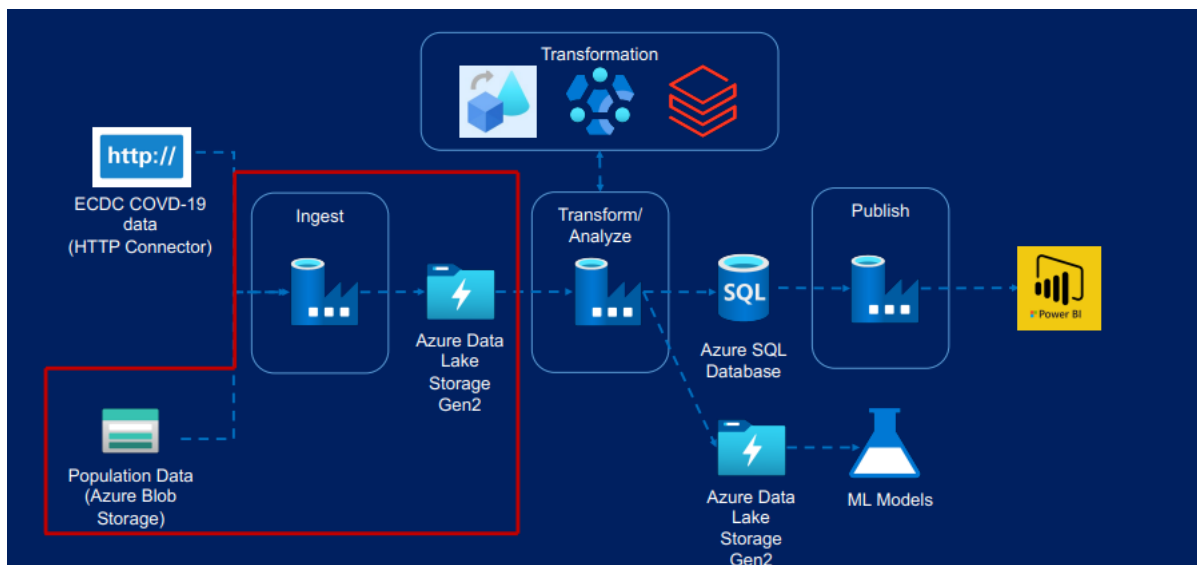 Transformation
http://
ECDC COVD-19
data
(HTTP Connector)
Ingest
Azure Data
Lake
Storage
Gen2
Transform/
Analyze
SQL
Azure SQL
Database
Publish
Power BI
Population Data
(Azure Blob
Storage)
Azure Data
Lake
Storage
Gen2
ML Models